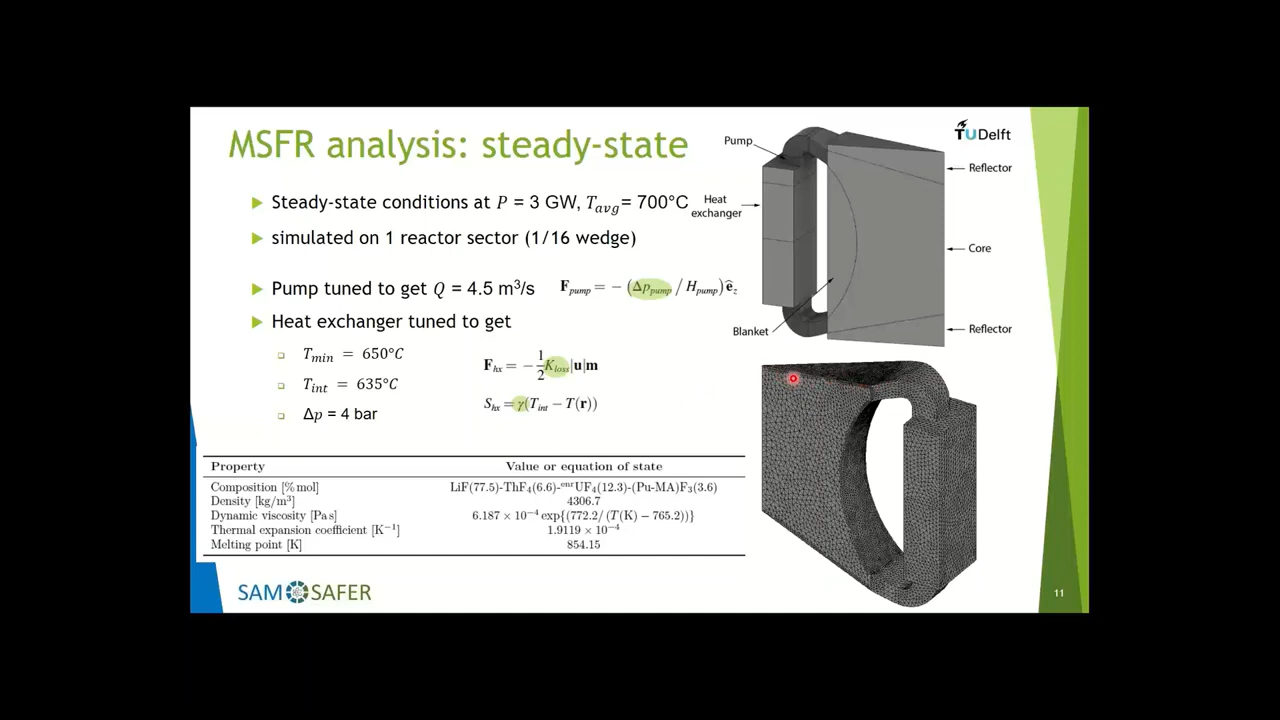 MSFR analysis: steady-state
TUDelft
Steady-state conditions at P = 3 GW, T_avg = 700°C
simulated on 1 reactor sector (1/16 wedge)
Pump tuned to get Q = 4.5 m³/s
F_pump = −(Δp_pump / H_pump) ê_z
Heat exchanger tuned to get
T_min = 650°C
T_int = 635°C
Δp = 4 bar
F_hx = −1/2 K_loss|u|m
S_hx = γ(T_int − T(r))
Pump
Heat
exchanger
Blanket
Reflector
Core
Reflector
Property Value or equation of state
Composition [%mol] LiF(77.5)-ThF₄(6.6)-ᵉⁿʳUF₄(12.3)-(Pu-MA)F₃(3.6)
Density [kg/m³] 4306.7
Dynamic viscosity [Pa s] 6.187 × 10⁻⁴ exp{(772.2/(T(K) − 765.2))}
Thermal expansion coefficient [K⁻¹] 1.9119 × 10⁻⁴
Melting point [K] 854.15
SAMOSAFER
11